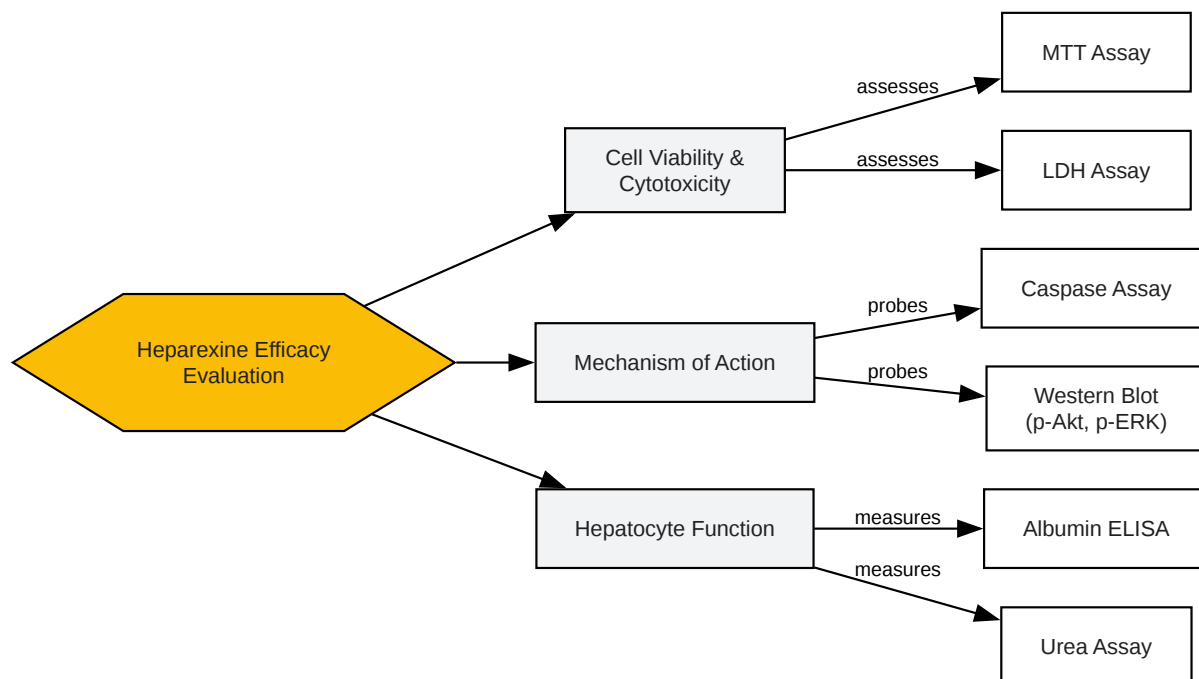 MTT Assay
assesses
Cell Viability &
Cytotoxicity
assesses
LDH Assay
Caspase Assay
probes
Heparexine Efficacy
Evaluation
Mechanism of Action
probes
Western Blot
(p-Akt, p-ERK)
Hepatocyte Function
measures
Albumin ELISA
measures
Urea Assay